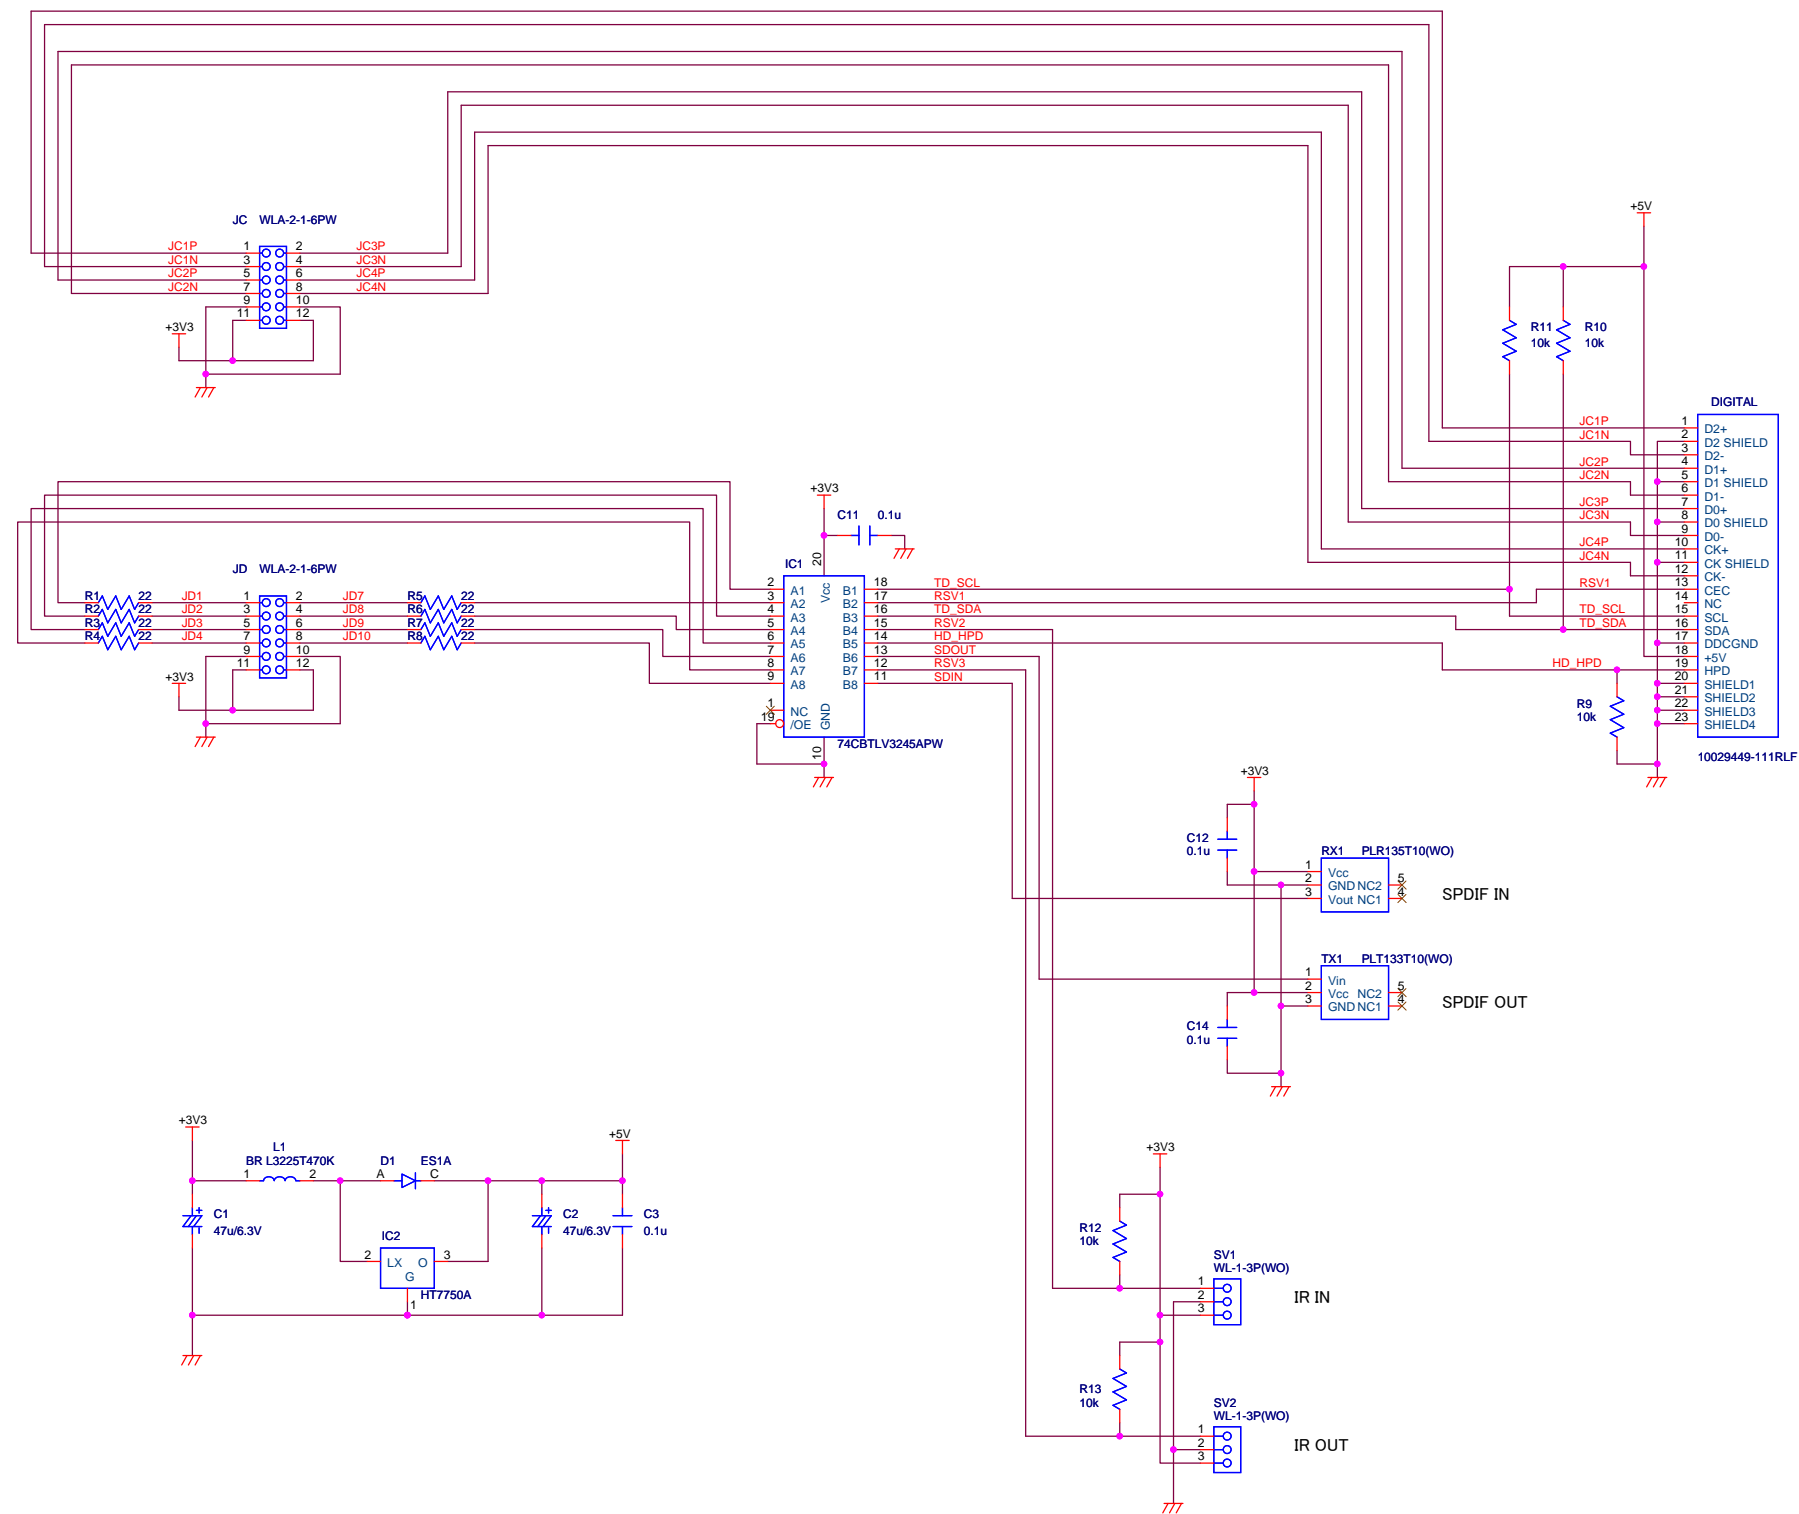 JC WLA-2-1-6PW
JC1P 1 2 JC3P
JC1N 3 4 JC3N
JC2P 5 6 JC4P
JC2N 7 8 JC4N
9 10
11 12
+3V3
+5V
R11 10k
R10 10k
DIGITAL
JC1P 1 D2+
JC1N 2 D2 SHIELD
3 D2-
JC2P 4 D1+
JC2N 5 D1 SHIELD
6 D1-
JC3P 7 D0+
JC3N 8 D0 SHIELD
9 D0-
JC4P 10 CK+
JC4N 11 CK SHIELD
12 CK-
RSV1 13 CEC
14 NC
TD_SCL 15 SCL
TD_SDA 16 SDA
17 DDCGND
18 +5V
HD_HPD 19 HPD
20 SHIELD1
21 SHIELD2
22 SHIELD3
23 SHIELD4
R9
10k
10029449-111RLF
+3V3
C11 0.1u
JD WLA-2-1-6PW
R1 22 JD1 1 2 JD7 R5 22
R2 22 JD2 3 4 JD8 R6 22
R3 22 JD3 5 6 JD9 R7 22
R4 22 JD4 7 8 JD10 R8 22
9 10
11 12
+3V3
IC1
20
Vcc
2 A1 B1 18 TD_SCL
3 A2 B2 17 RSV1
4 A3 B3 16 TD_SDA
5 A4 B4 15 RSV2
6 A5 B5 14 HD_HPD
7 A6 B6 13 SDOUT
8 A7 B7 12 RSV3
9 A8 B8 11 SDIN
1 NC
19 /OE
GND
10
74CBTLV3245APW
+3V3
C12
0.1u
RX1 PLR135T10(WO)
1 Vcc
2 GND NC2 5
3 Vout NC1 4
SPDIF IN
TX1 PLT133T10(WO)
1 Vin
2 Vcc NC2 5
3 GND NC1 4
SPDIF OUT
C14
0.1u
+3V3
L1
BR L3225T470K
1 2
D1 ES1A
A C
+5V
C1
47u/6.3V
C2
47u/6.3V
C3
0.1u
IC2
2 LX O 3
G
1
HT7750A
+3V3
R12
10k
SV1
WL-1-3P(WO)
1
2
3
IR IN
R13
10k
SV2
WL-1-3P(WO)
1
2
3
IR OUT